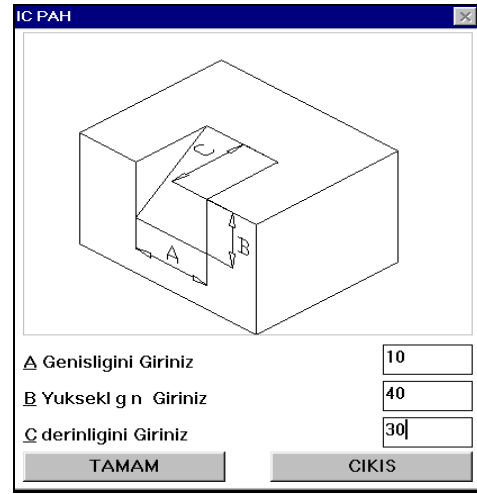 IC PAH
C
B
A
A Genisligini Giriniz
10
B Yuksekl g n Giriniz
40
C derinligini Giriniz
30
TAMAM
CIKIS